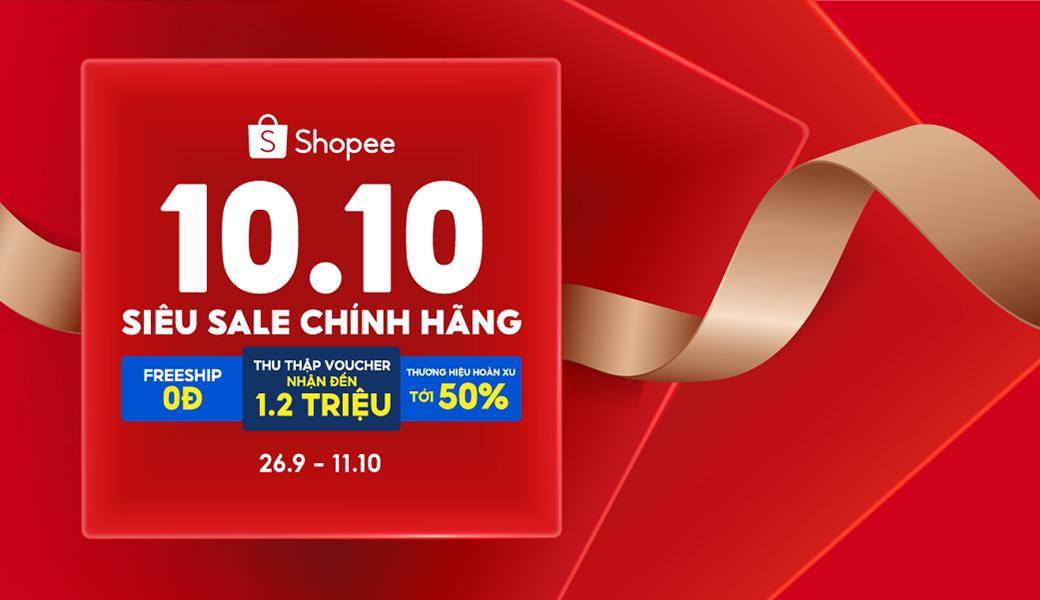 Shopee
10.10
SIÊU SALE CHÍNH HÃNG
FREESHIP
0Đ
THU THẬP VOUCHER
NHẬN ĐẾN
1.2 TRIỆU
THƯƠNG HIỆU HOÀN XU
TỚI 50%
26.9 - 11.10